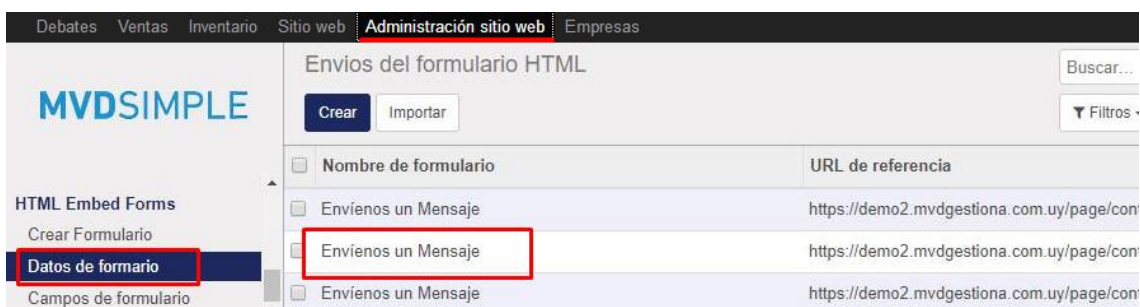 Debates Ventas Inventario Sitio web Administración sitio web Empresas
Envios del formulario HTML
Buscar...
MVDSIMPLE
Crear Importar
Filtros
Nombre de formulario URL de referencia
HTML Embed Forms
Envíenos un Mensaje https://demo2.mvdgestiona.com.uy/page/con
Crear Formulario
Envíenos un Mensaje https://demo2.mvdgestiona.com.uy/page/con
Datos de formario
Envíenos un Mensaje https://demo2.mvdgestiona.com.uy/page/con
Campos de formulario